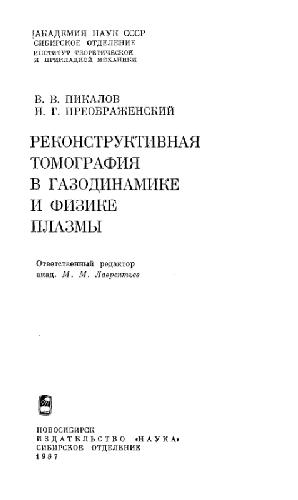 АКАДЕМИЯ НАУК СССР
СИБИРСКОЕ ОТДЕЛЕНИЕ
ИНСТИТУТ ТЕОРЕТИЧЕСКОЙ
И ПРИКЛАДНОЙ МЕХАНИКИ
В. В. ПИКАЛОВ
Н. Г. ПРЕОБРАЖЕНСКИЙ
РЕКОНСТРУКТИВНАЯ
ТОМОГРАФИЯ
В ГАЗОДИНАМИКЕ
И ФИЗИКЕ
ПЛАЗМЫ
Ответственный редактор
акад. М. М. Лаврентьев
НОВОСИБИРСК
ИЗДАТЕЛЬСТВО «НАУКА»
СИБИРСКОЕ ОТДЕЛЕНИЕ
1987